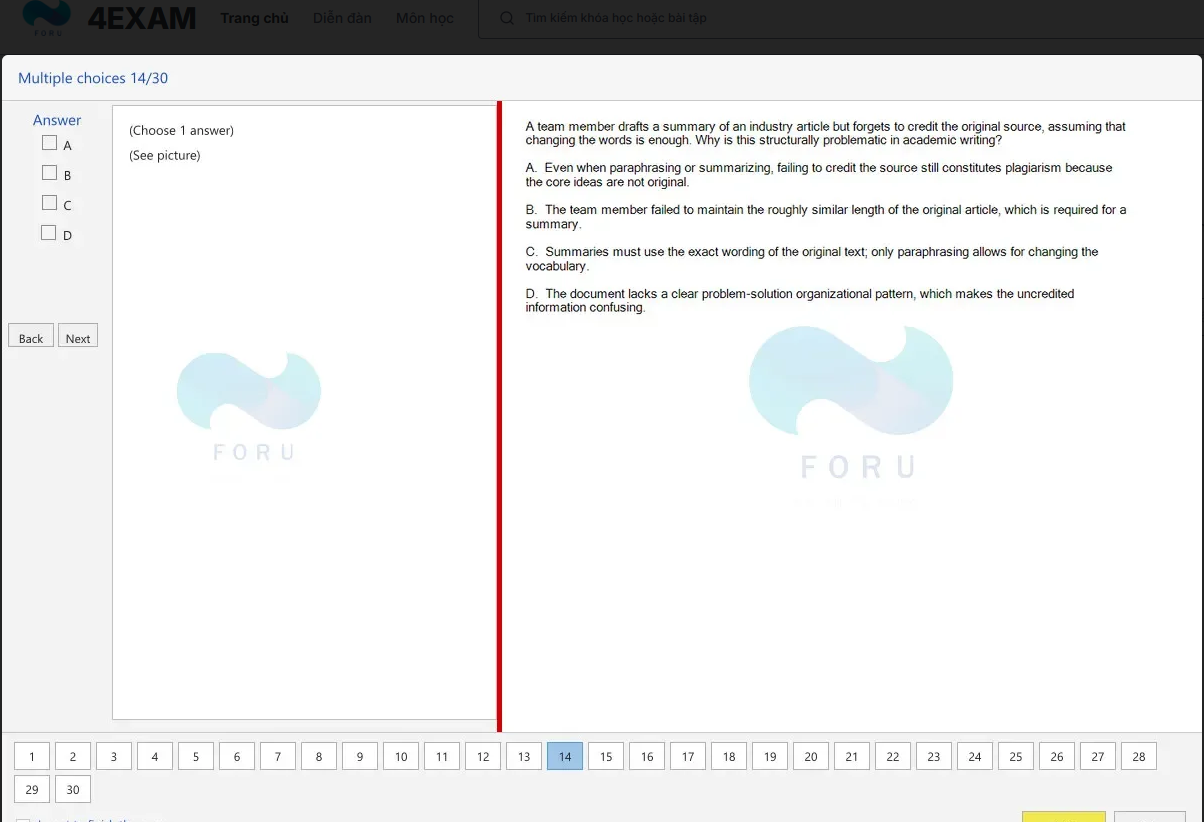 FORU
4EXAM
Trang chủ
Diễn đàn
Môn học
Tìm kiếm khóa học hoặc bài tập
Multiple choices 14/30
Answer
A
B
C
D
Back
Next
(Choose 1 answer)
(See picture)
FORU
A team member drafts a summary of an industry article but forgets to credit the original source, assuming that
changing the words is enough. Why is this structurally problematic in academic writing?
A. Even when paraphrasing or summarizing, failing to credit the source still constitutes plagiarism because
the core ideas are not original.
B. The team member failed to maintain the roughly similar length of the original article, which is required for a
summary.
C. Summaries must use the exact wording of the original text; only paraphrasing allows for changing the
vocabulary.
D. The document lacks a clear problem-solution organizational pattern, which makes the uncredited
information confusing.
FORU
1 2 3 4 5 6 7 8 9 10 11 12 13 14 15 16 17 18 19 20 21 22 23 24 25 26 27 28
29 30